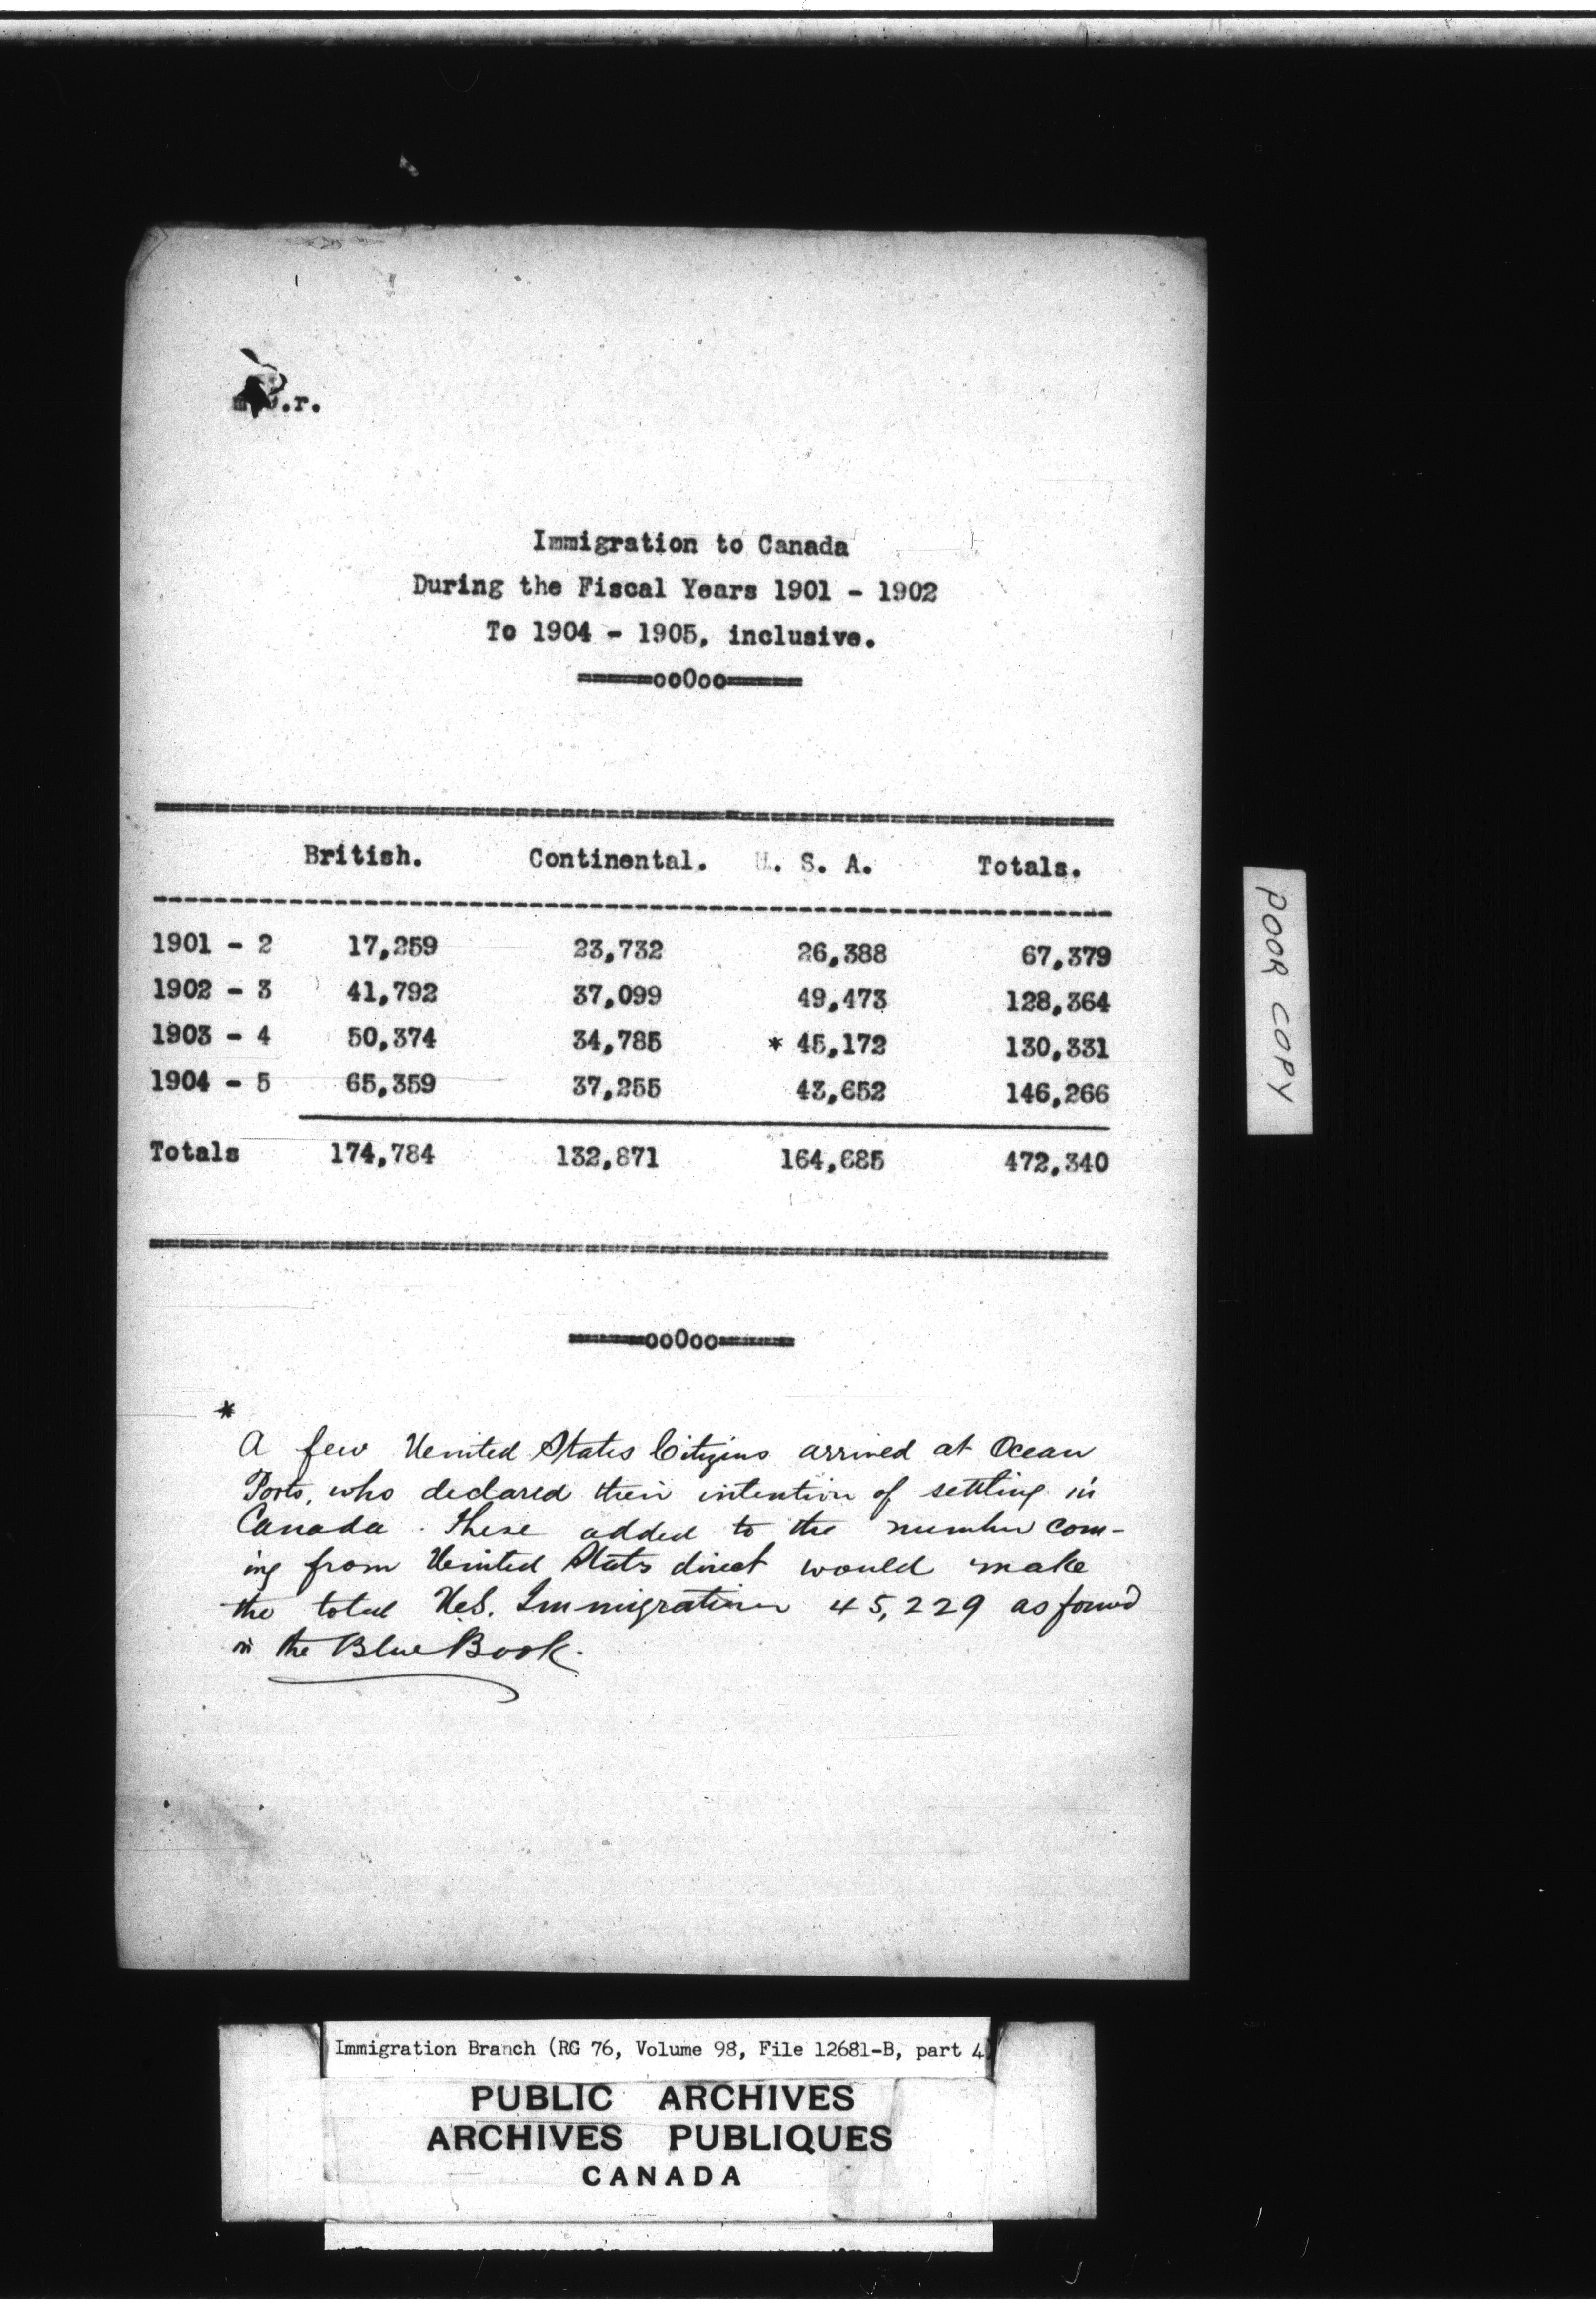 .r.
Immigration to Canada
During the Fiscal Years 1901 - 1902
To 1904 - 1905, inclusive.
=====ooOoo=====
British. Continental. U. S. A. Totals.
1901 - 2 17,259 23,732 26,388 67,379
1902 - 3 41,792 37,099 49,473 128,364
1903 - 4 50,374 34,785 * 45,172 130,331
1904 - 5 65,359 37,255 43,652 146,266
Totals 174,784 132,871 164,685 472,340
=====ooOoo=====
*
A few United States Citizens arrived at Ocean
Ports, who declared their intention of settling in
Canada. These added to the number com-
ing from United States direct would make
the total U.S. Immigration 45,229 as found
in the Blue Book.
POOR COPY
Immigration Branch (RG 76, Volume 98, File 12681-B, part 4)
PUBLIC ARCHIVES
ARCHIVES PUBLIQUES
CANADA